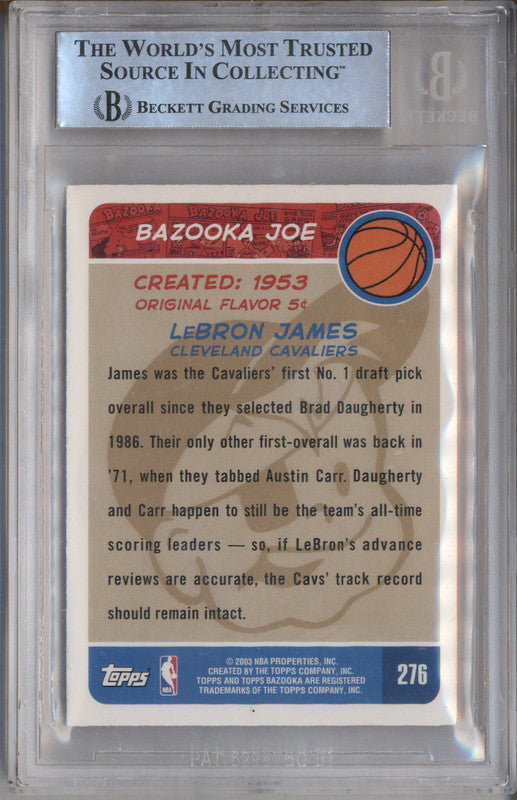 THE WORLD'S MOST TRUSTED
SOURCE IN COLLECTING™
B BECKETT GRADING SERVICES
B
BECKETT
BAZOOKA JOE
CREATED: 1953
ORIGINAL FLAVOR 5¢
LeBRON JAMES
CLEVELAND CAVALIERS
James was the Cavaliers' first No. 1 draft pick
overall since they selected Brad Daugherty in
1986. Their only other first-overall was back in
'71, when they tabbed Austin Carr. Daugherty
and Carr happen to still be the team's all-time
scoring leaders — so, if LeBron's advance
reviews are accurate, the Cavs' track record
should remain intact.
Topps
NBA
© 2003 NBA PROPERTIES, INC.
CREATED BY THE TOPPS COMPANY, INC.
TOPPS AND TOPPS BAZOOKA ARE REGISTERED
TRADEMARKS OF THE TOPPS COMPANY, INC.
276